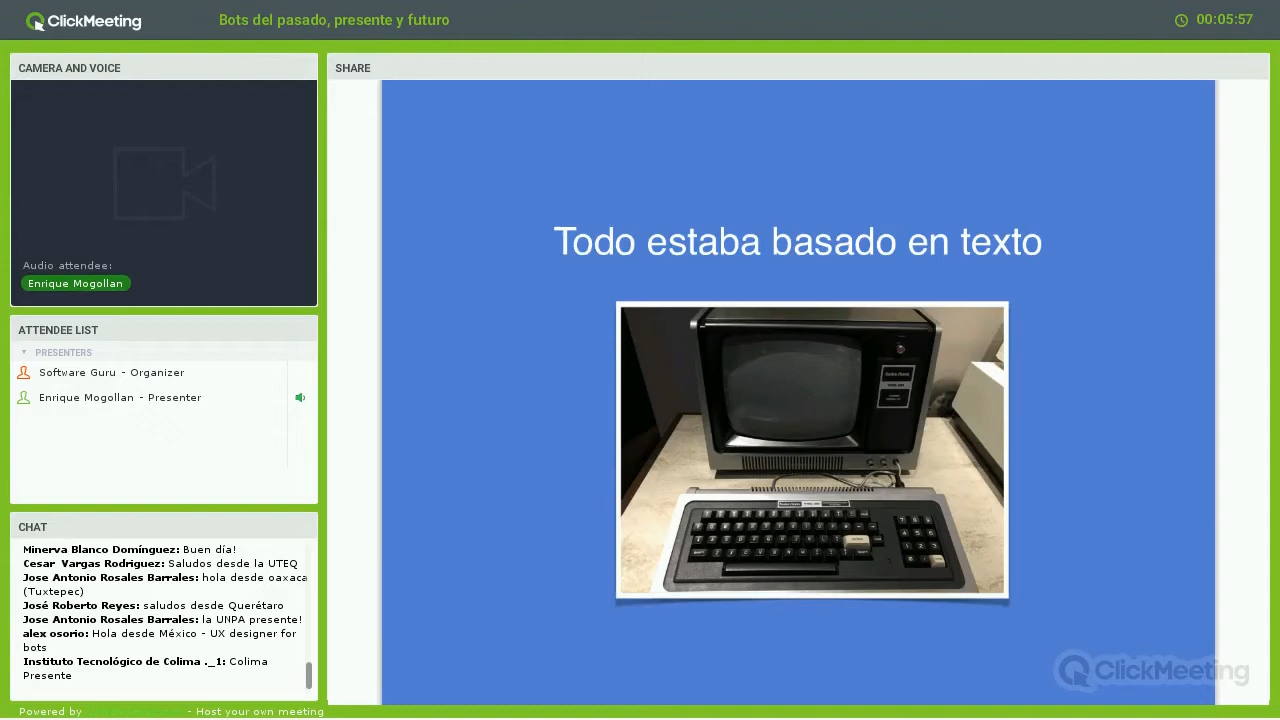 ClickMeeting
Bots del pasado, presente y futuro
00:05:57
CAMERA AND VOICE
Audio attendee:
Enrique Mogollan
ATTENDEE LIST
PRESENTERS
Software Guru - Organizer
Enrique Mogollan - Presenter
CHAT
Minerva Blanco Domínguez: Buen día!
Cesar Vargas Rodriguez: Saludos desde la UTEQ
Jose Antonio Rosales Barrales: hola desde oaxaca
(Tuxtepec)
José Roberto Reyes: saludos desde Querétaro
Jose Antonio Rosales Barrales: la UNPA presente!
alex osorio: Hola desde México - UX designer for
bots
Instituto Tecnológico de Colima ._1: Colima
Presente
Powered by - Host your own meeting
SHARE
Todo estaba basado en texto
ClickMeeting